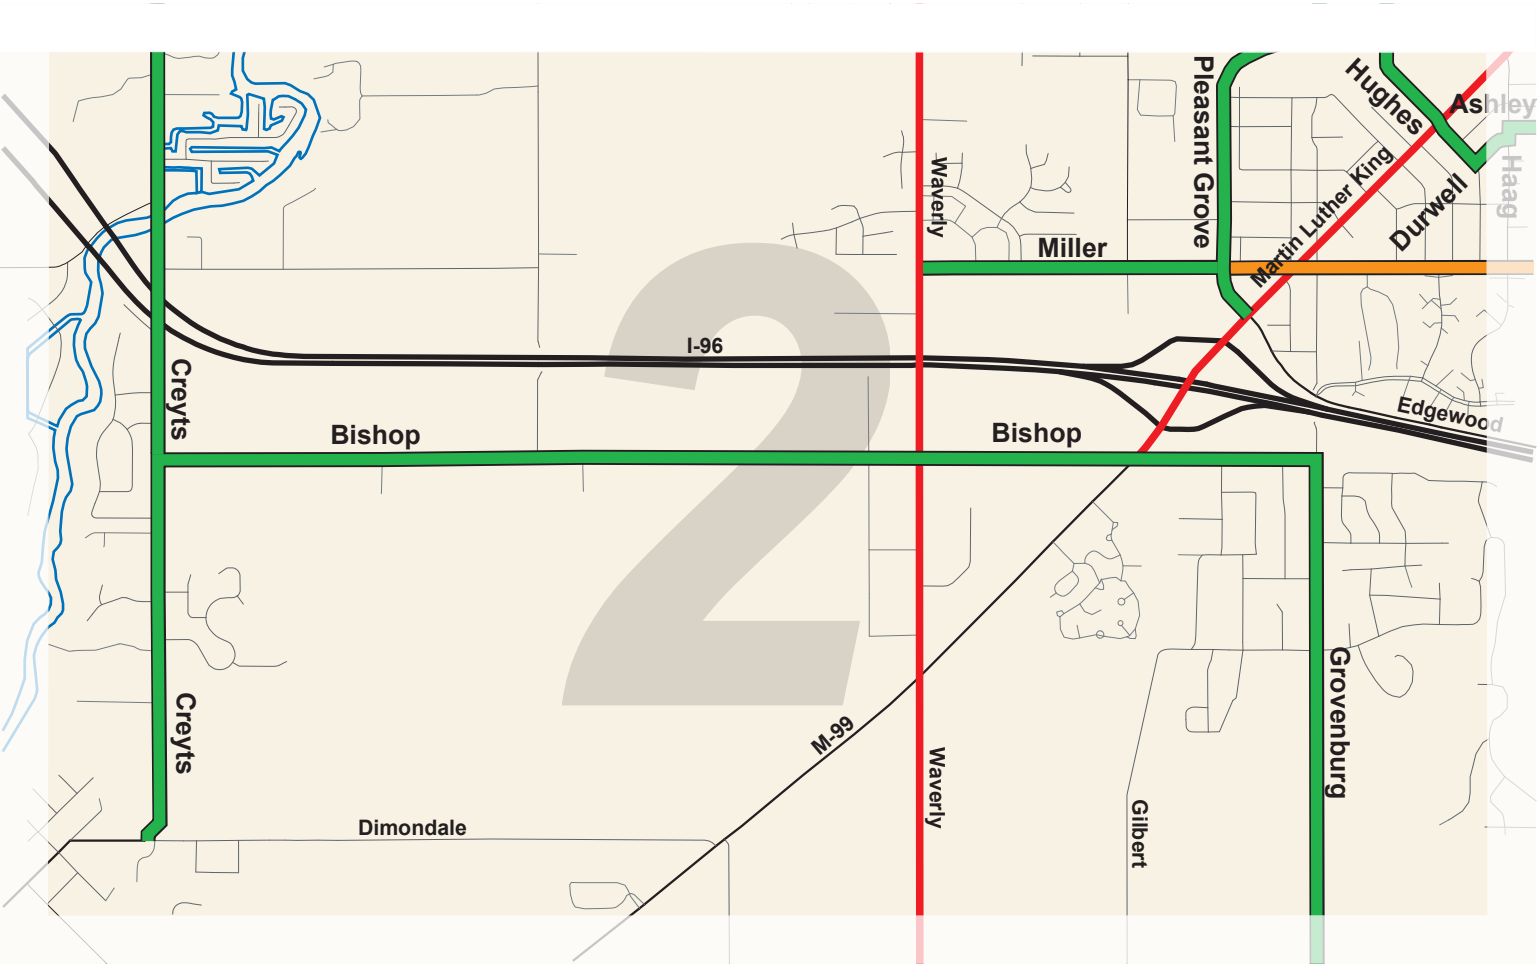 Pleasant Grove
Hughes
Ashley
Waverly
Martin Luther King
Durwell
Haag
Miller
2
I-96
Creyts
Bishop
Bishop
Edgewood
Creyts
Grovenburg
M-99
Waverly
Gilbert
Dimondale